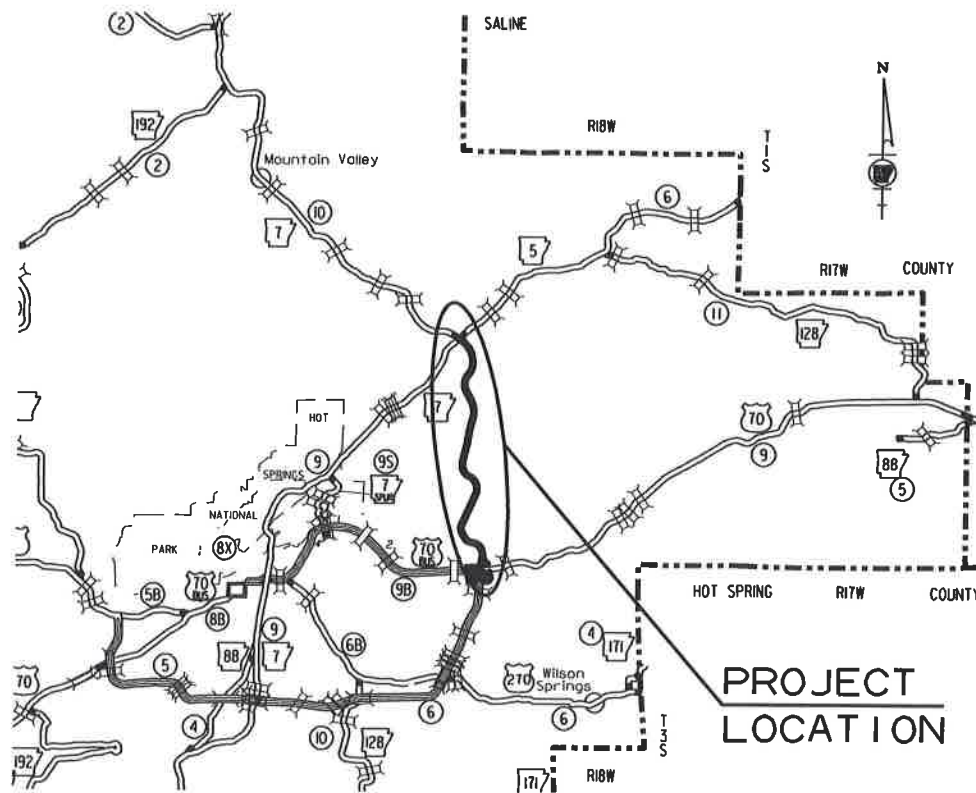 2
SALINE
N
192
2
R18W
T1S
Mountain Valley
10
7
6
5
R17W
COUNTY
11
128
7
HOT
70
9
9
9S
7
SPUR
SPRINGS
88
5
NATIONAL
PARK
8X
70
BUS
70
BUS
5B
8B
9B
HOT SPRING
R17W
COUNTY
4
171
9
6B
88
7
70
5
270
Wilson
Springs
PROJECT
LOCATION
4
6
6
10
128
T3S
192
171
R18W